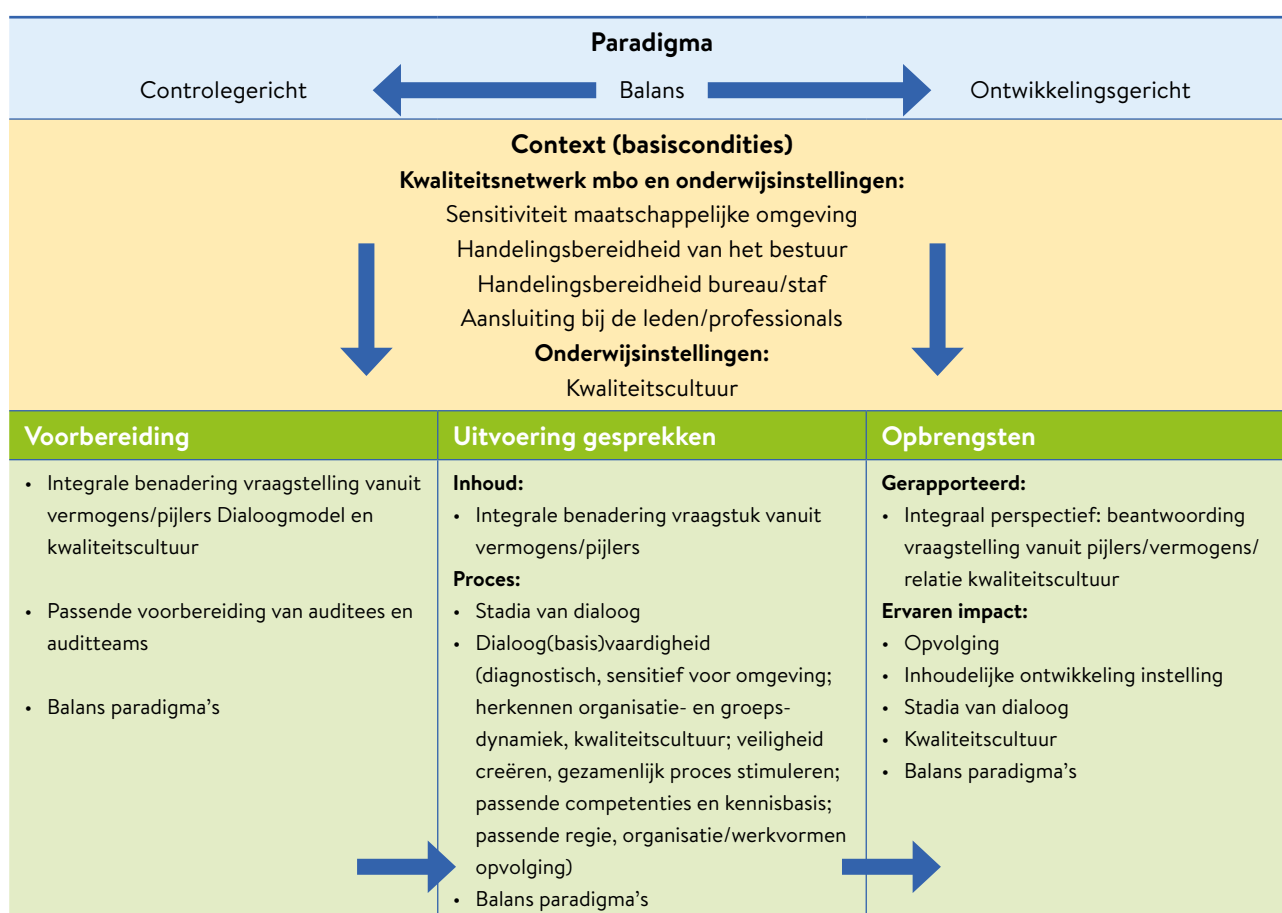 Paradigma
Controlegericht Balans Ontwikkelingsgericht
Context (basiscondities)
Kwaliteitsnetwerk mbo en onderwijsinstellingen:
Sensitiviteit maatschappelijke omgeving
Handelingsbereidheid van het bestuur
Handelingsbereidheid bureau/staf
Aansluiting bij de leden/professionals
Onderwijsinstellingen:
Kwaliteitscultuur
Voorbereiding
• Integrale benadering vraagstelling vanuit
vermogens/pijlers Dialoogmodel en
kwaliteitscultuur
• Passende voorbereiding van auditees en
auditteams
• Balans paradigma's
Uitvoering gesprekken
Inhoud:
• Integrale benadering vraagstuk vanuit
vermogens/pijlers
Proces:
• Stadia van dialoog
• Dialoog(basis)vaardigheid
(diagnostisch, sensitief voor omgeving;
herkennen organisatie- en groeps-
dynamiek, kwaliteitscultuur; veiligheid
creëren, gezamenlijk proces stimuleren;
passende competenties en kennisbasis;
passende regie, organisatie/werkvormen
opvolging)
• Balans paradigma's
Opbrengsten
Gerapporteerd:
• Integraal perspectief: beantwoording
vraagstelling vanuit pijlers/vermogens/
relatie kwaliteitscultuur
Ervaren impact:
• Opvolging
• Inhoudelijke ontwikkeling instelling
• Stadia van dialoog
• Kwaliteitscultuur
• Balans paradigma's